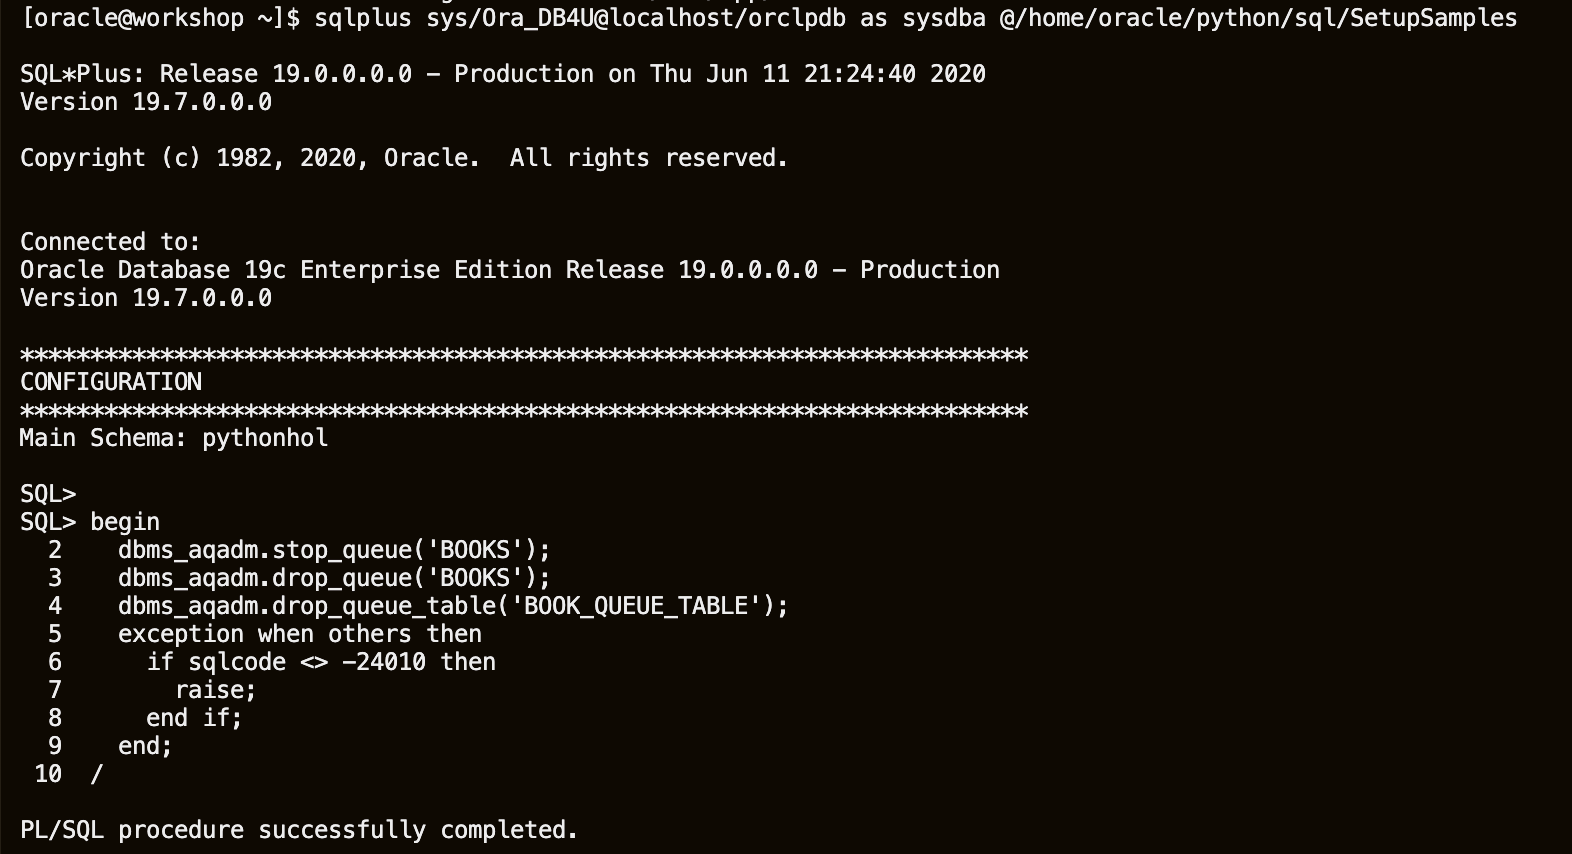 [oracle@workshop ~]$ sqlplus sys/Ora_DB4U@localhost/orclpdb as sysdba @/home/oracle/python/sql/SetupSamples
SQL*Plus: Release 19.0.0.0.0 – Production on Thu Jun 11 21:24:40 2020
Version 19.7.0.0.0
Copyright (c) 1982, 2020, Oracle.  All rights reserved.
Connected to:
Oracle Database 19c Enterprise Edition Release 19.0.0.0.0 – Production
Version 19.7.0.0.0
************************************************************************
CONFIGURATION
************************************************************************
Main Schema: pythonhol
SQL>
SQL> begin
  2    dbms_aqadm.stop_queue('BOOKS');
  3    dbms_aqadm.drop_queue('BOOKS');
  4    dbms_aqadm.drop_queue_table('BOOK_QUEUE_TABLE');
  5    exception when others then
  6      if sqlcode <> -24010 then
  7        raise;
  8      end if;
  9    end;
 10  /
PL/SQL procedure successfully completed.